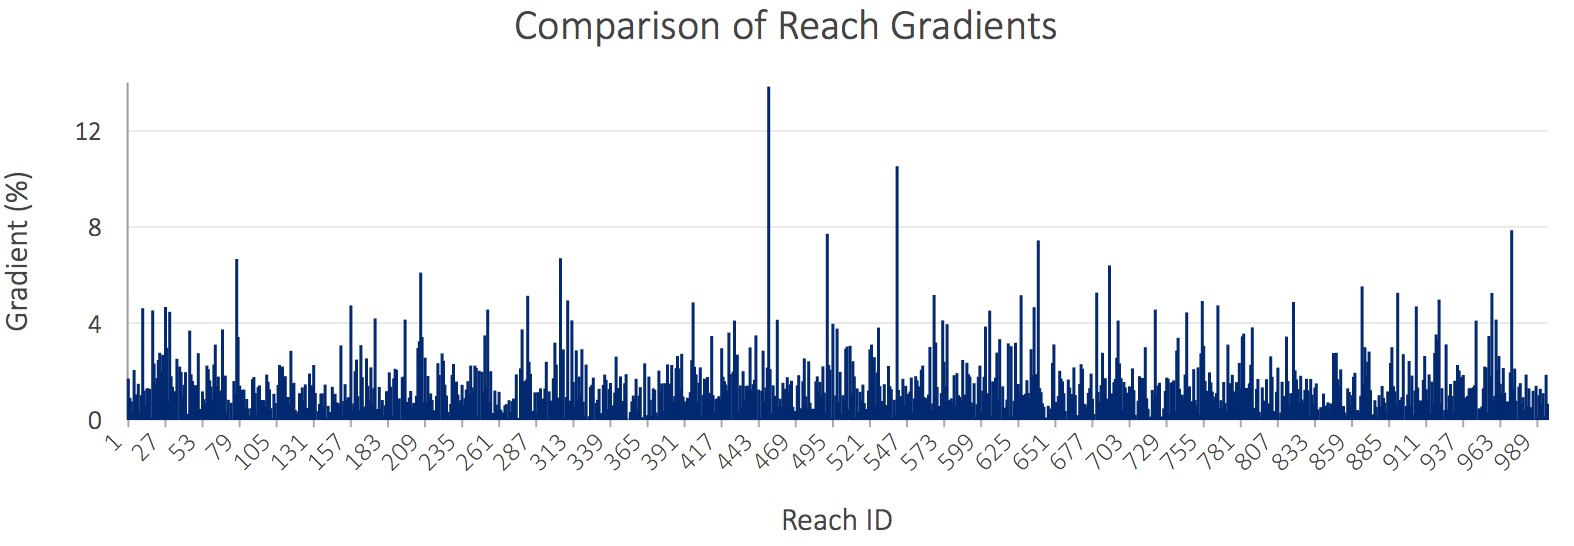 Comparison of Reach Gradients
Gradient (%)
12
8
4
0
1 27 53 79 105 131 157 183 209 235 261 287 313 339 365 391 417 443 469 495 521 547 573 599 625 651 677 703 729 755 781 807 833 859 885 911 937 963 989
Reach ID